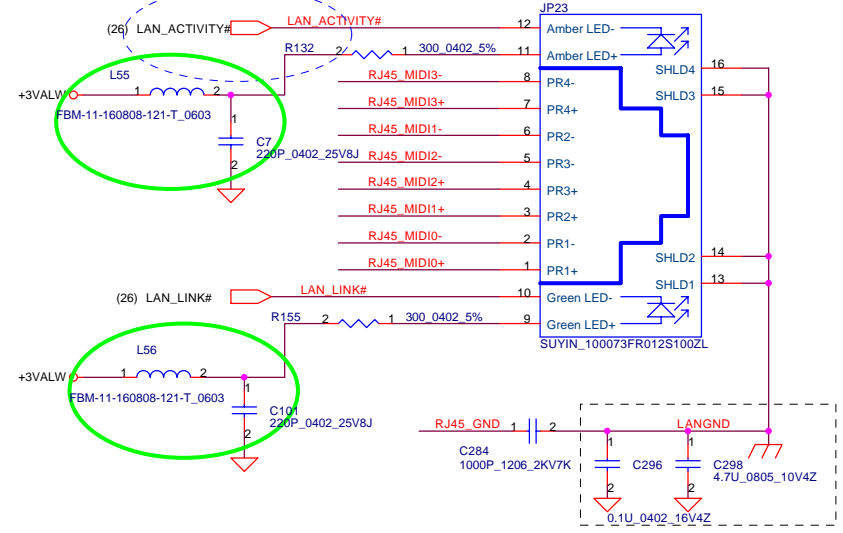 JP23
(26) LAN_ACTIVITY# LAN_ACTIVITY# 12 Amber LED-
R132 2 1 300_0402_5% 11 Amber LED+
L55
+3VALW 1 2
FBM-11-160808-121-T_0603
1
C7
2 220P_0402_25V8J
RJ45_MIDI3- 8 PR4-
RJ45_MIDI3+ 7 PR4+
RJ45_MIDI1- 6 PR2-
RJ45_MIDI2- 5 PR3-
RJ45_MIDI2+ 4 PR3+
RJ45_MIDI1+ 3 PR2+
RJ45_MIDI0- 2 PR1-
RJ45_MIDI0+ 1 PR1+
SHLD4 16
SHLD3 15
SHLD2 14
SHLD1 13
(26) LAN_LINK# LAN_LINK# 10 Green LED-
R155 2 1 300_0402_5% 9 Green LED+
SUYIN_100073FR012S100ZL
L56
+3VALW 1 2
FBM-11-160808-121-T_0603
1
C101
2 220P_0402_25V8J
RJ45_GND 1 2 LANGND
C284
1000P_1206_2KV7K
1 1
C296 C298
2 2 4.7U_0805_10V4Z
0.1U_0402_16V4Z